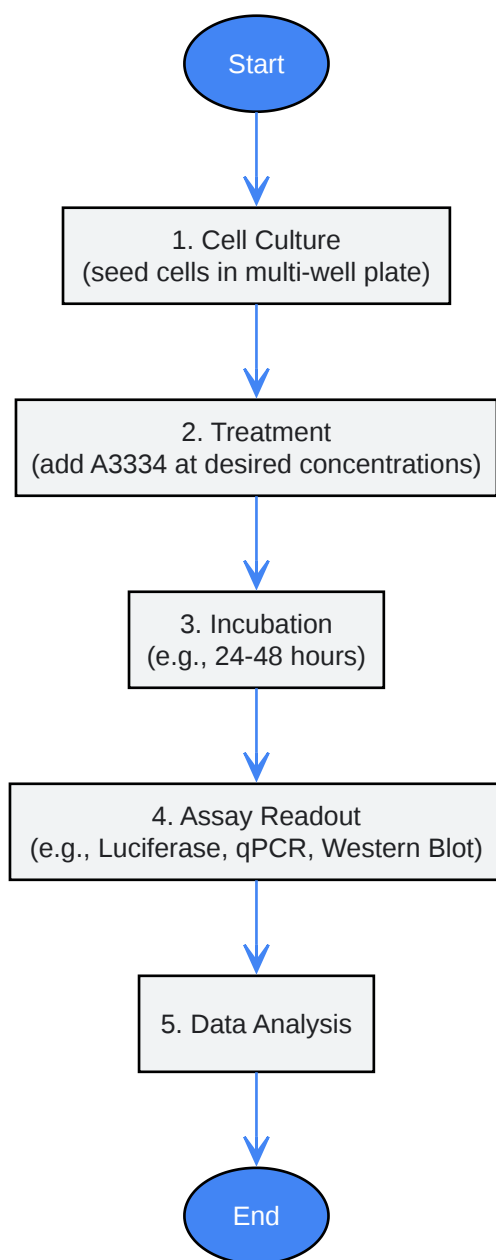 Start
1. Cell Culture
(seed cells in multi-well plate)
2. Treatment
(add A3334 at desired concentrations)
3. Incubation
(e.g., 24-48 hours)
4. Assay Readout
(e.g., Luciferase, qPCR, Western Blot)
5. Data Analysis
End